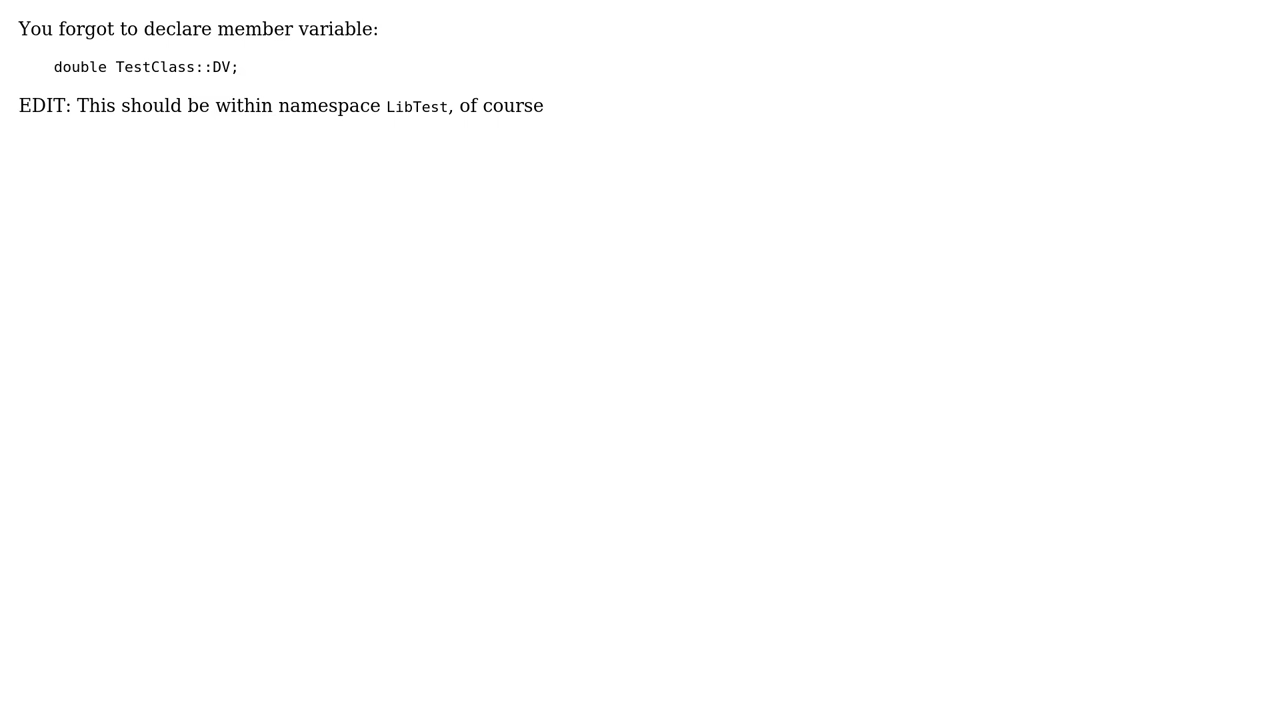 You forgot to declare member variable:
double TestClass::DV;
EDIT: This should be within namespace LibTest, of course